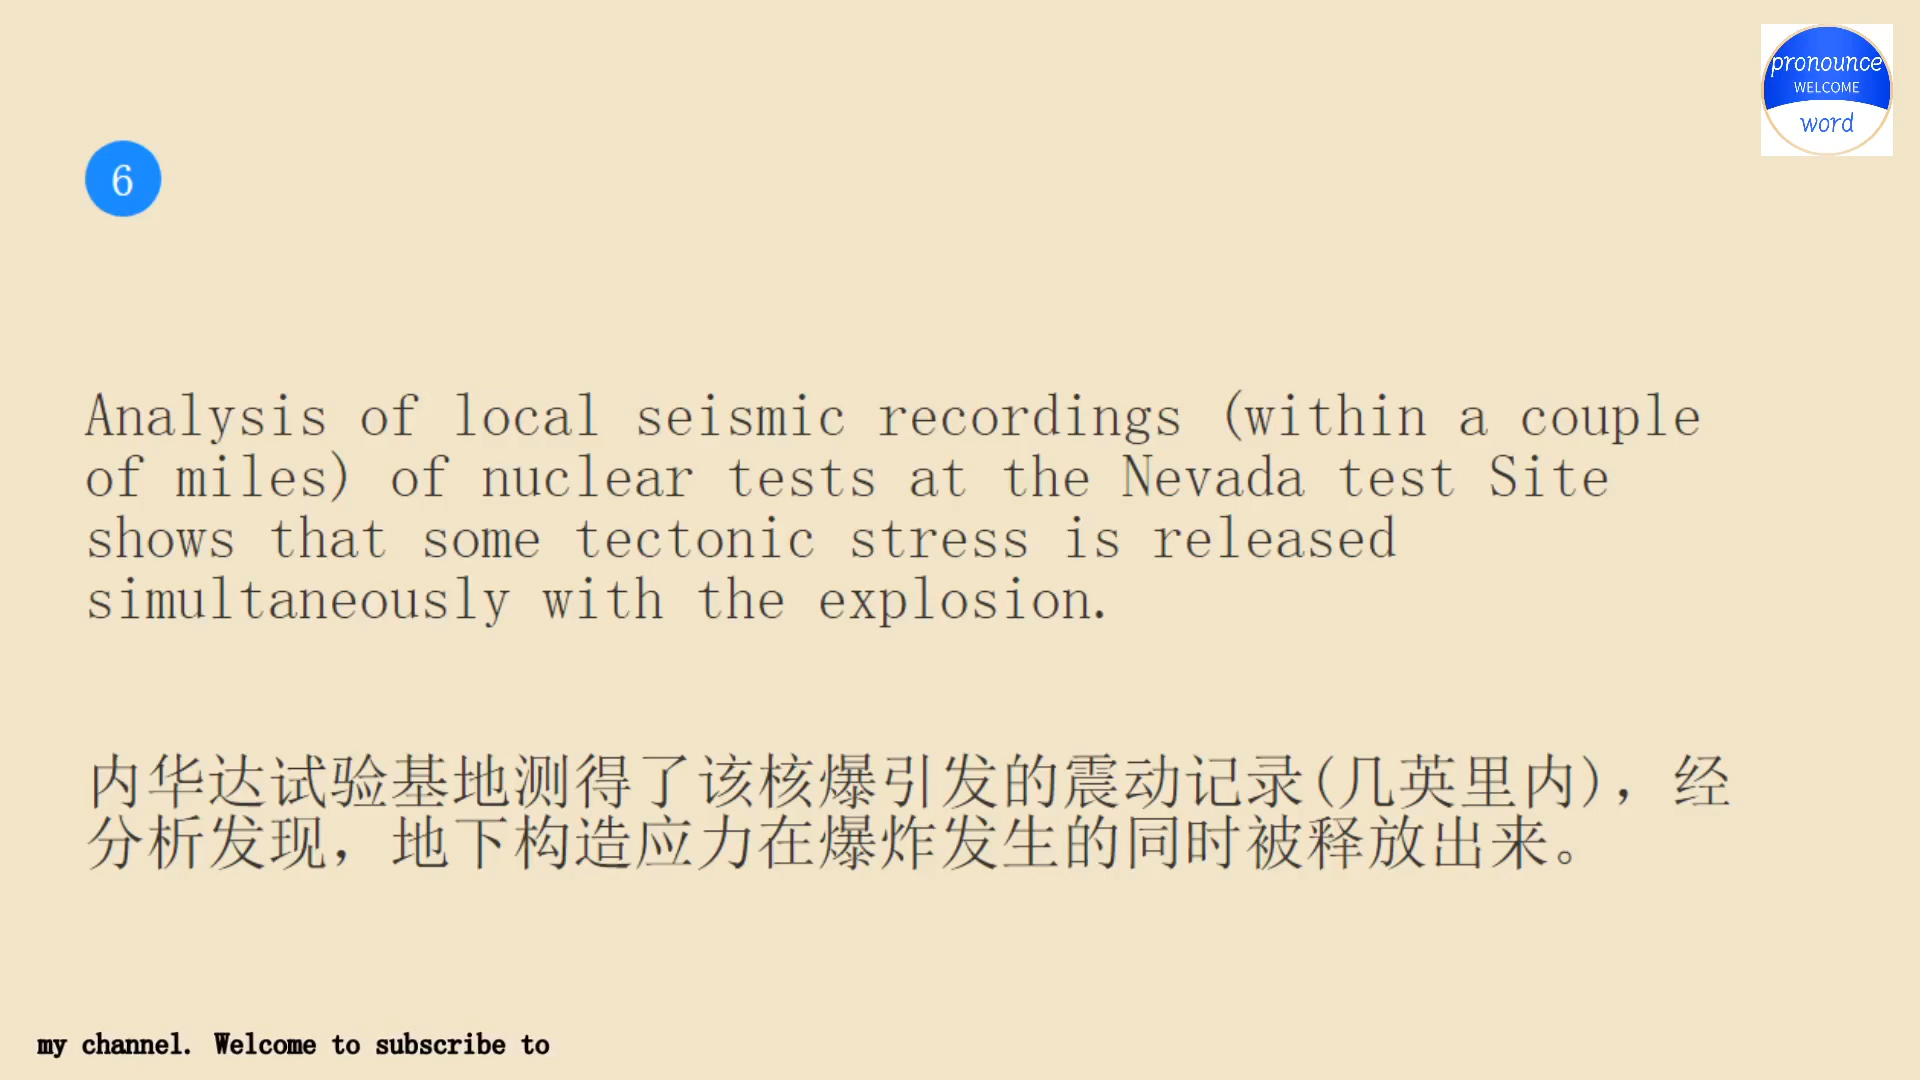 pronounce
WELCOME
word
6
Analysis of local seismic recordings (within a couple
of miles) of nuclear tests at the Nevada test Site
shows that some tectonic stress is released
simultaneously with the explosion.
内华达试验基地测得了该核爆引发的震动记录(几英里内)，经
分析发现，地下构造应力在爆炸发生的同时被释放出来。
my channel. Welcome to subscribe to